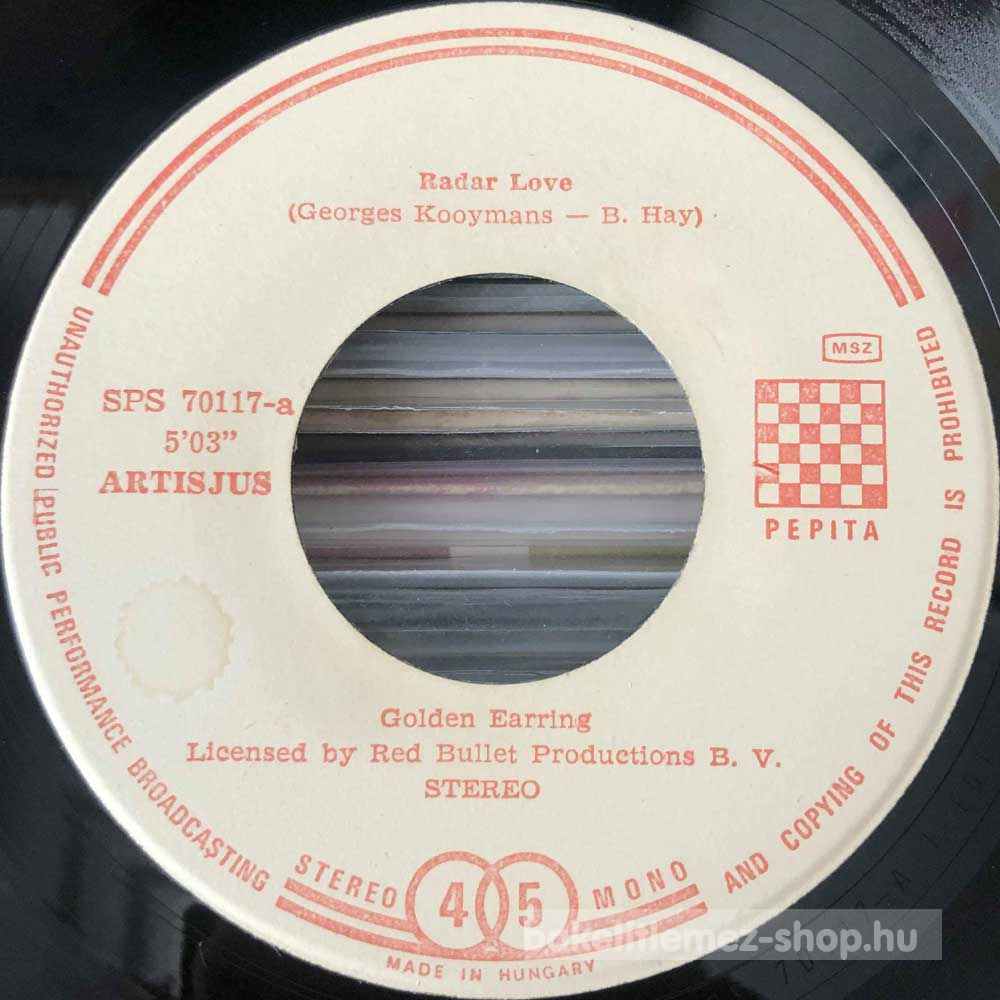 Radar Love
(Georges Kooymans — B. Hay)
MSZ
SPS 70117-a
5'03”
ARTISJUS
PEPITA
Golden Earring
Licensed by Red Bullet Productions B. V.
STEREO
UNAUTHORIZED PUBLIC PERFORMANCE BROADCASTING AND COPYING OF THIS RECORD IS PROHIBITED
STEREO 45 MONO
MADE IN HUNGARY
bakelitlemez-shop.hu